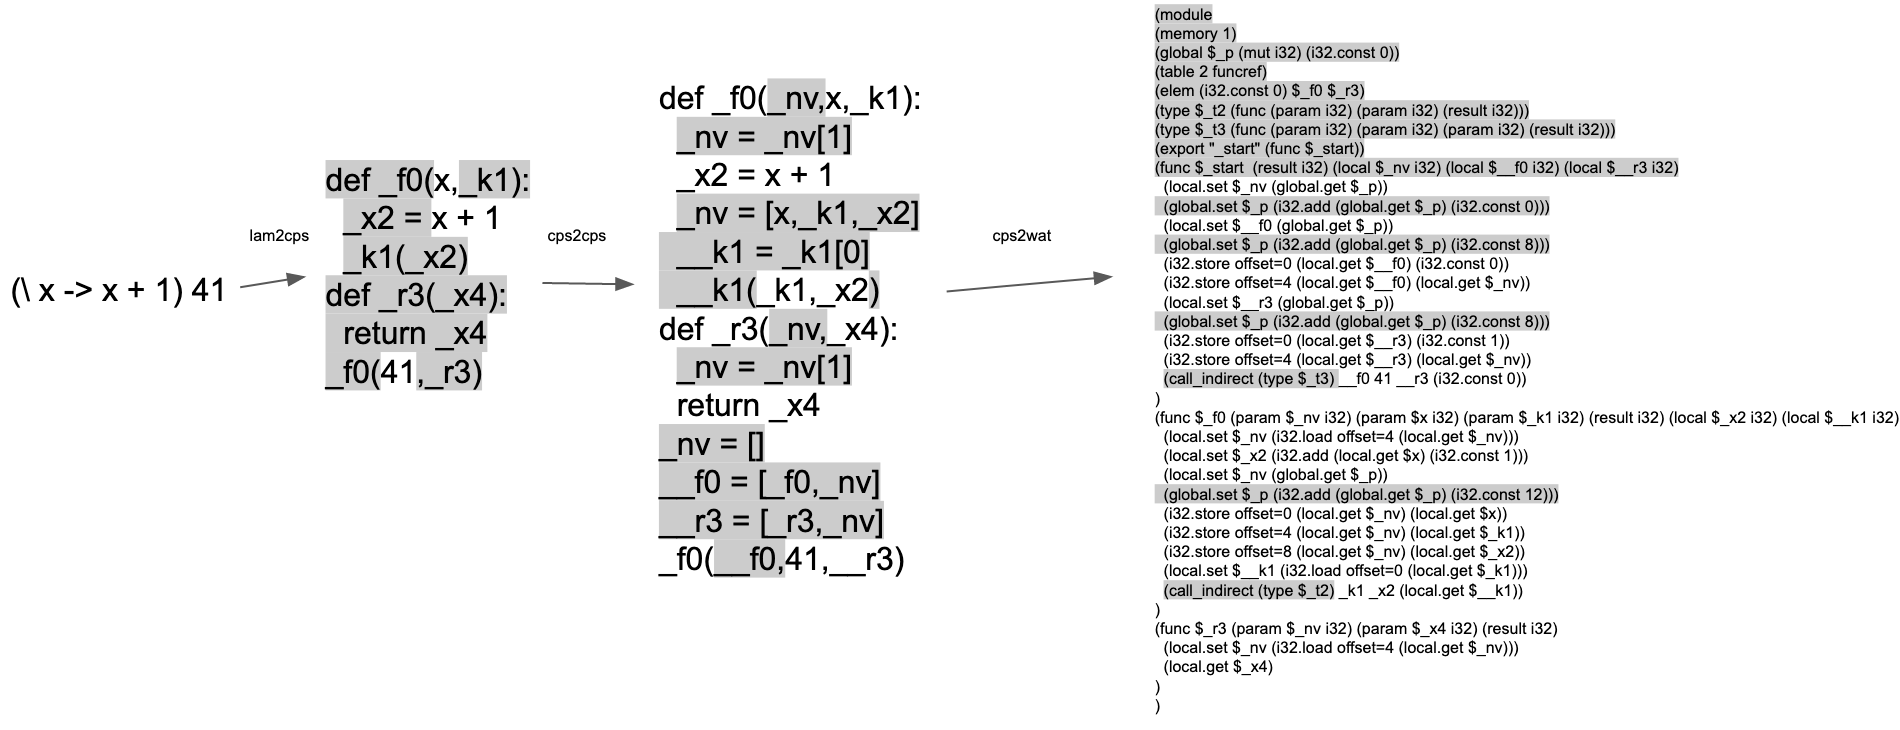 (\ x -> x + 1) 41
lam2cps
def _f0(x,_k1):
  _x2 = x + 1
  _k1(_x2)
def _r3(_x4):
  return _x4
_f0(41,_r3)
cps2cps
def _f0(_nv,x,_k1):
  _nv = _nv[1]
  _x2 = x + 1
  _nv = [x,_k1,_x2]
  __k1 = _k1[0]
  __k1(_k1,_x2)
def _r3(_nv,_x4):
  _nv = _nv[1]
  return _x4
_nv = []
__f0 = [_f0,_nv]
__r3 = [_r3,_nv]
_f0(__f0,41,__r3)
cps2wat
(module
(memory 1)
(global $_p (mut i32) (i32.const 0))
(table 2 funcref)
(elem (i32.const 0) $_f0 $_r3)
(type $_t2 (func (param i32) (param i32) (result i32)))
(type $_t3 (func (param i32) (param i32) (param i32) (result i32)))
(export "_start" (func $_start))
(func $_start  (result i32) (local $_nv i32) (local $__f0 i32) (local $__r3 i32)
  (local.set $_nv (global.get $_p))
  (global.set $_p (i32.add (global.get $_p) (i32.const 0)))
  (local.set $__f0 (global.get $_p))
  (global.set $_p (i32.add (global.get $_p) (i32.const 8)))
  (i32.store offset=0 (local.get $__f0) (i32.const 0))
  (i32.store offset=4 (local.get $__f0) (local.get $_nv))
  (local.set $__r3 (global.get $_p))
  (global.set $_p (i32.add (global.get $_p) (i32.const 8)))
  (i32.store offset=0 (local.get $__r3) (i32.const 1))
  (i32.store offset=4 (local.get $__r3) (local.get $_nv))
  (call_indirect (type $_t3) __f0 41 __r3 (i32.const 0))
)
(func $_f0 (param $_nv i32) (param $x i32) (param $_k1 i32) (result i32) (local $_x2 i32) (local $__k1 i32)
  (local.set $_nv (i32.load offset=4 (local.get $_nv)))
  (local.set $_x2 (i32.add (local.get $x) (i32.const 1)))
  (local.set $_nv (global.get $_p))
  (global.set $_p (i32.add (global.get $_p) (i32.const 12)))
  (i32.store offset=0 (local.get $_nv) (local.get $x))
  (i32.store offset=4 (local.get $_nv) (local.get $_k1))
  (i32.store offset=8 (local.get $_nv) (local.get $_x2))
  (local.set $__k1 (i32.load offset=0 (local.get $_k1)))
  (call_indirect (type $_t2) _k1 _x2 (local.get $__k1))
)
(func $_r3 (param $_nv i32) (param $_x4 i32) (result i32)
  (local.set $_nv (i32.load offset=4 (local.get $_nv)))
  (local.get $_x4)
)
)